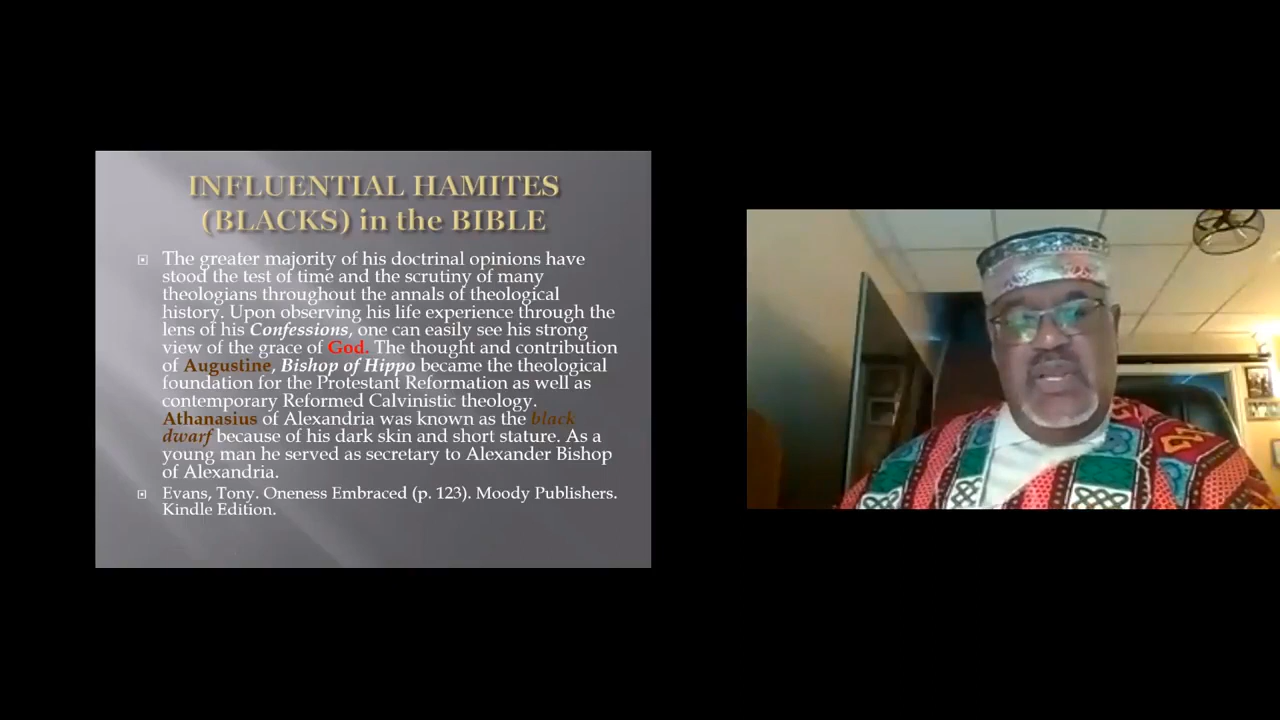 INFLUENTIAL HAMITES
(BLACKS) in the BIBLE
The greater majority of his doctrinal opinions have
stood the test of time and the scrutiny of many
theologians throughout the annals of theological
history. Upon observing his life experience through the
lens of his Confessions, one can easily see his strong
view of the grace of God. The thought and contribution
of Augustine, Bishop of Hippo became the theological
foundation for the Protestant Reformation as well as
contemporary Reformed Calvinistic theology.
Athanasius of Alexandria was known as the black
dwarf because of his dark skin and short stature. As a
young man he served as secretary to Alexander Bishop
of Alexandria.
Evans, Tony. Oneness Embraced (p. 123). Moody Publishers.
Kindle Edition.